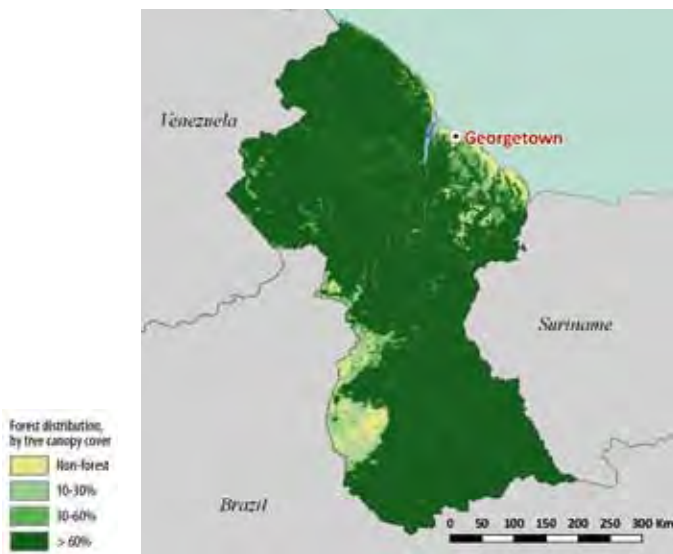 Venezuela
Georgetown
Suriname
Brazil
0 50 100 150 200 250 300 Km
Forest distribution,
by tree canopy cover
Non-forest
10-30%
30-60%
> 60%